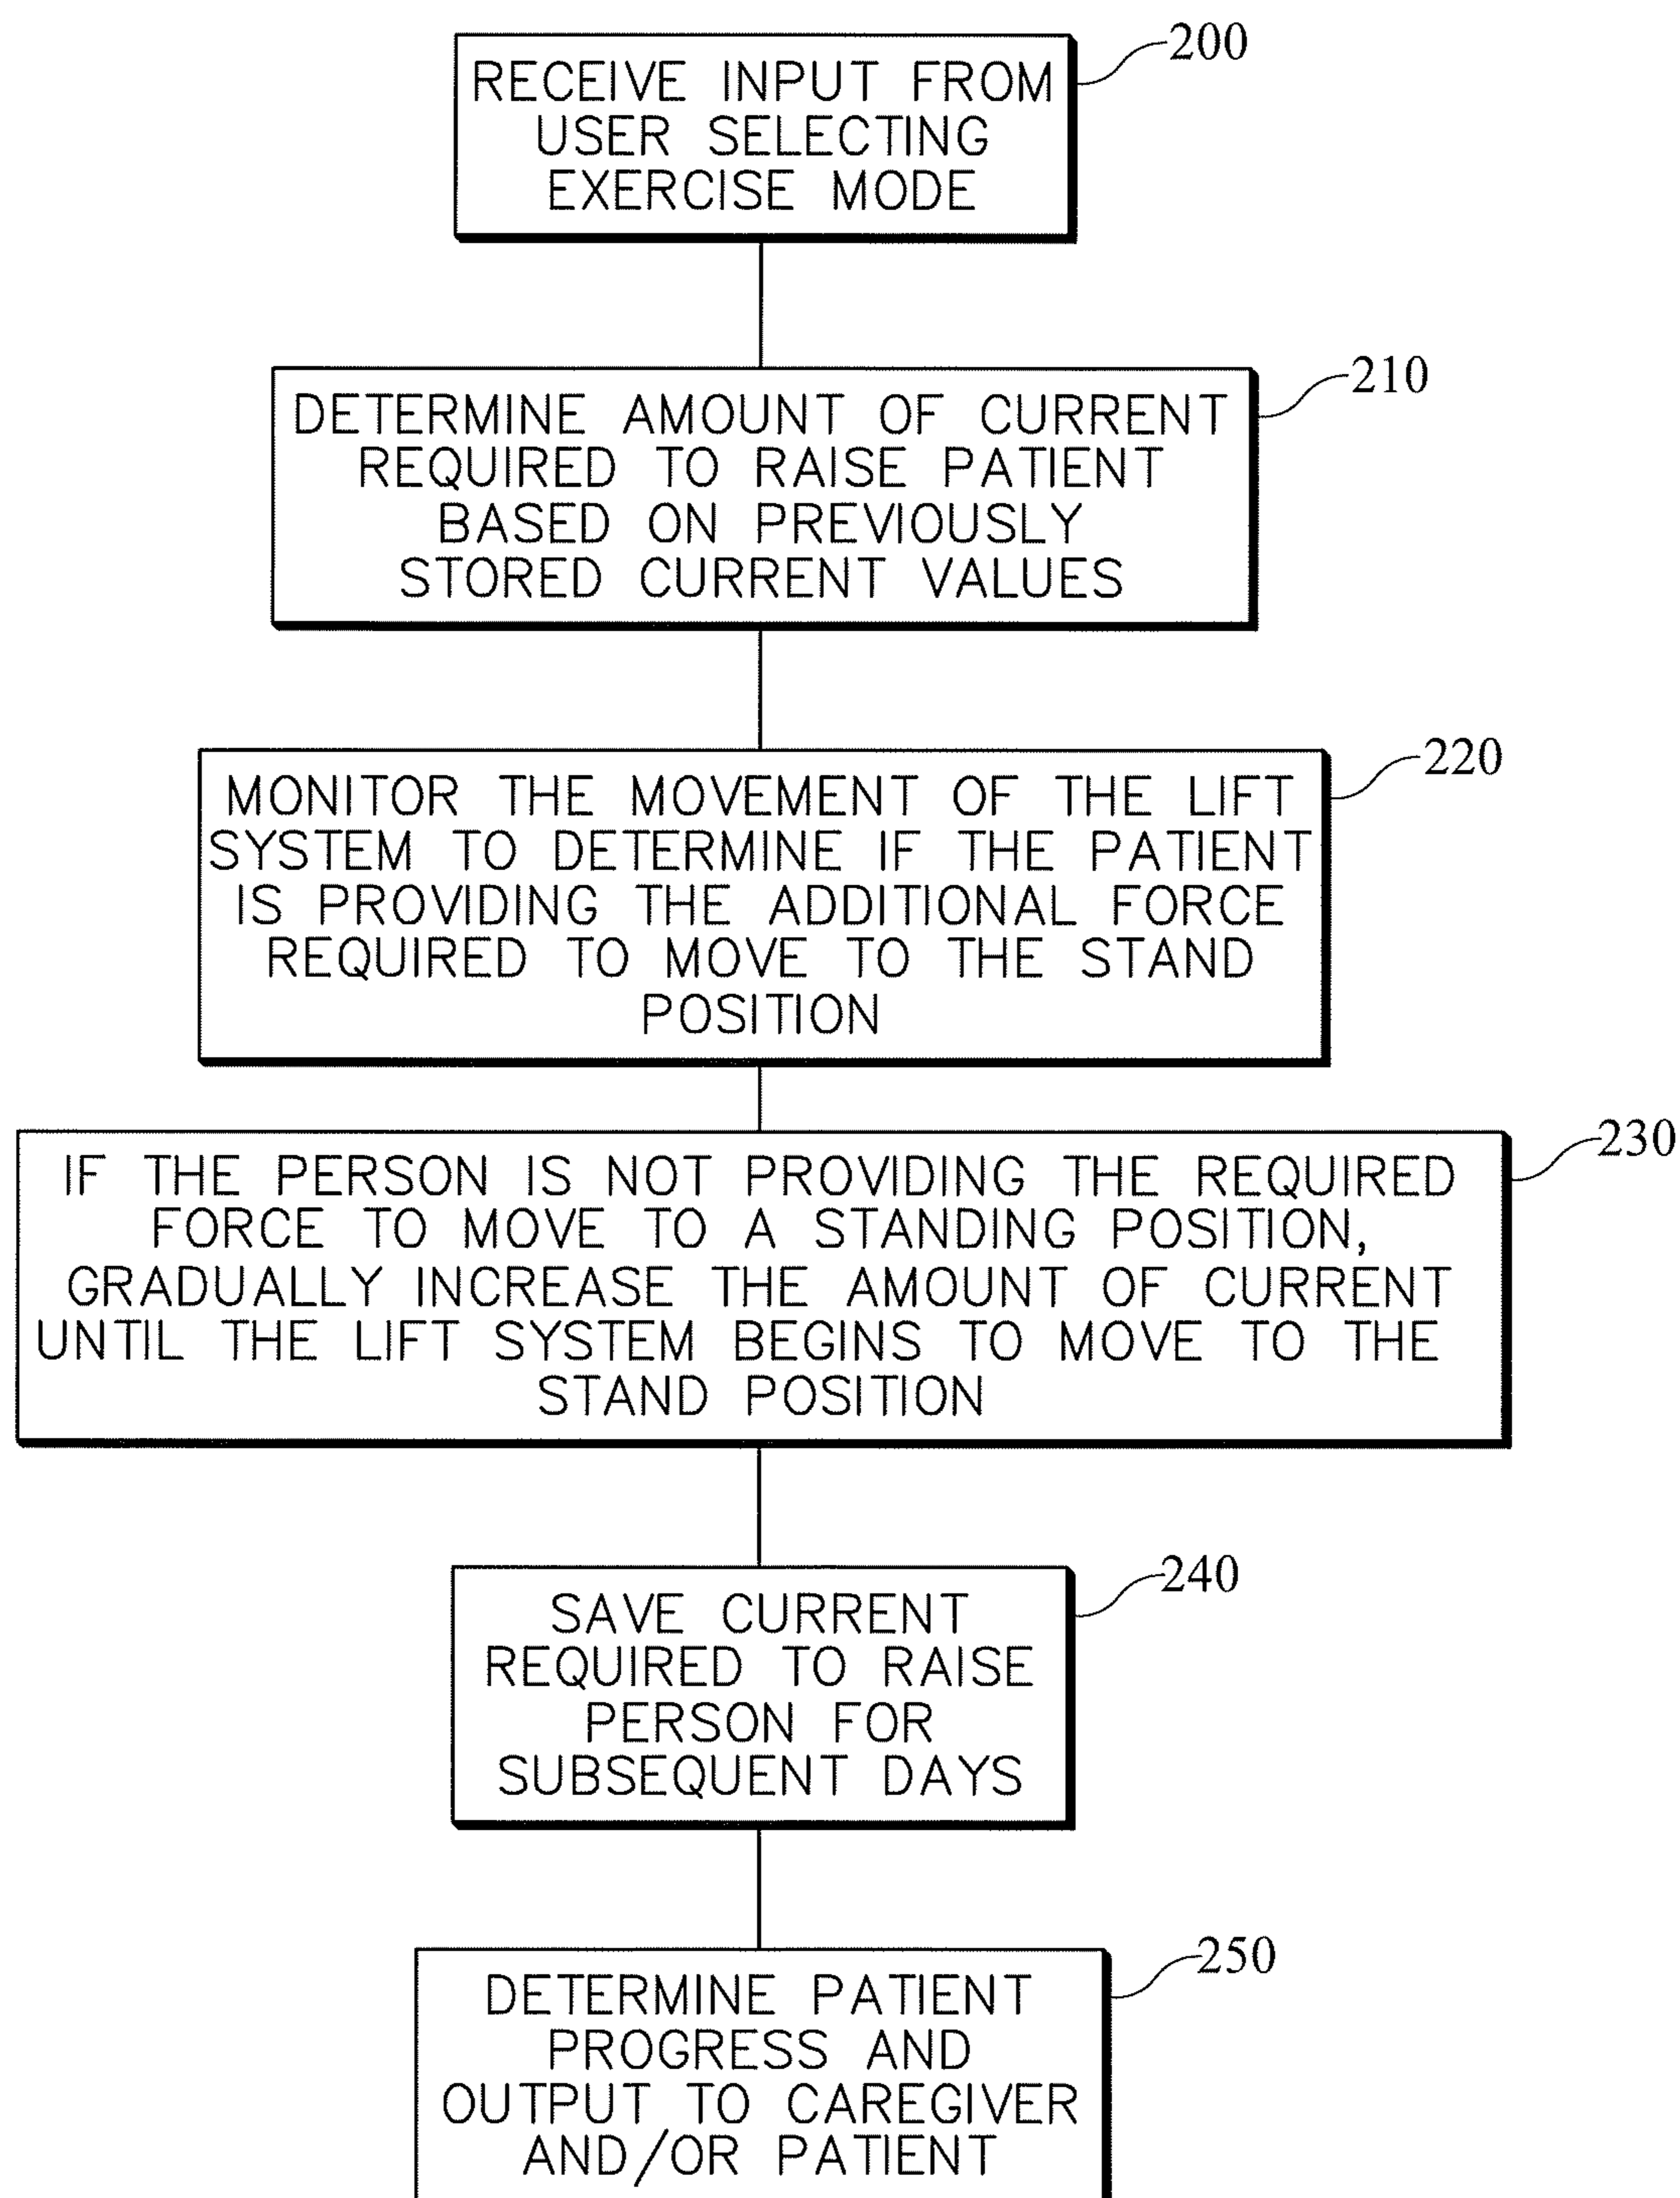 200
RECEIVE INPUT FROM
USER SELECTING
EXERCISE MODE
210
DETERMINE AMOUNT OF CURRENT
REQUIRED TO RAISE PATIENT
BASED ON PREVIOUSLY
STORED CURRENT VALUES
220
MONITOR THE MOVEMENT OF THE LIFT
SYSTEM TO DETERMINE IF THE PATIENT
IS PROVIDING THE ADDITIONAL FORCE
REQUIRED TO MOVE TO THE STAND
POSITION
230
IF THE PERSON IS NOT PROVIDING THE REQUIRED
FORCE TO MOVE TO A STANDING POSITION,
GRADUALLY INCREASE THE AMOUNT OF CURRENT
UNTIL THE LIFT SYSTEM BEGINS TO MOVE TO THE
STAND POSITION
240
SAVE CURRENT
REQUIRED TO RAISE
PERSON FOR
SUBSEQUENT DAYS
250
DETERMINE PATIENT
PROGRESS AND
OUTPUT TO CAREGIVER
AND/OR PATIENT